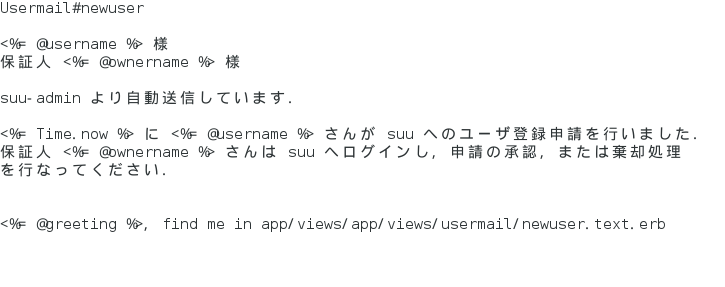 Usermail#newuser
<%= @username %> 様
保証人 <%= @ownername %> 様
suu-admin より自動送信しています．
<%= Time.now %> に <%= @username %> さんが suu へのユーザ登録申請を行いました．
保証人 <%= @ownername %> さんは suu へログインし，申請の承認，または棄却処理
を行なってください．
<%= @greeting %>, find me in app/views/app/views/usermail/newuser.text.erb